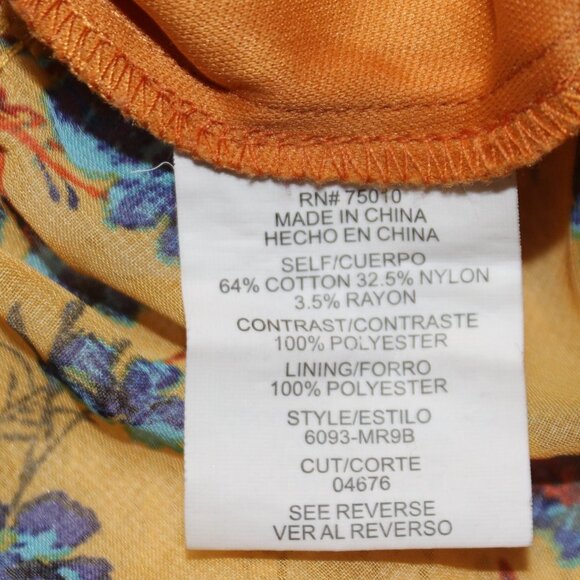 RN# 75010
MADE IN CHINA
HECHO EN CHINA
SELF/CUERPO
64% COTTON 32.5% NYLON
3.5% RAYON
CONTRAST/CONTRASTE
100% POLYESTER
LINING/FORRO
100% POLYESTER
STYLE/ESTILO
6093-MR9B
CUT/CORTE
04676
SEE REVERSE
VER AL REVERSO